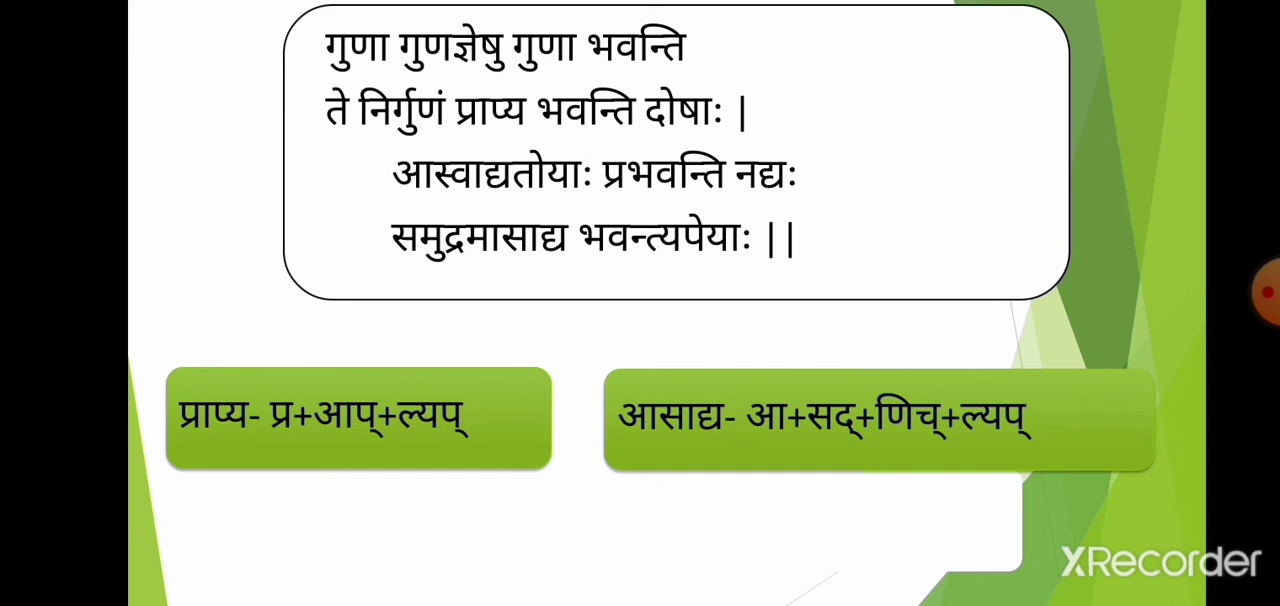 गुणा गुणज्ञेषु गुणा भवन्ति
ते निर्गुणं प्राप्य भवन्ति दोषाः |
आस्वाद्यतोयाः प्रभवन्ति नद्यः
समुद्रमासाद्य भवन्त्यपेयाः ||
प्राप्य- प्र+आप्+ल्यप्
आसाद्य- आ+सद्+णिच्+ल्यप्
XRecorder